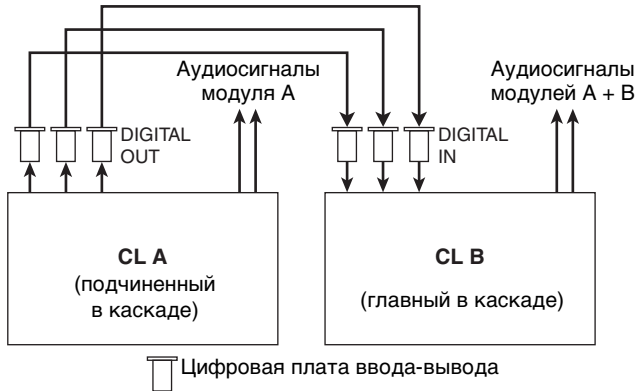 Аудиосигналы
модуля A
Аудиосигналы
модулей A + B
DIGITAL
OUT
DIGITAL
IN
CL A
(подчиненный
в каскаде)
CL B
(главный в каскаде)
Цифровая плата ввода-вывода